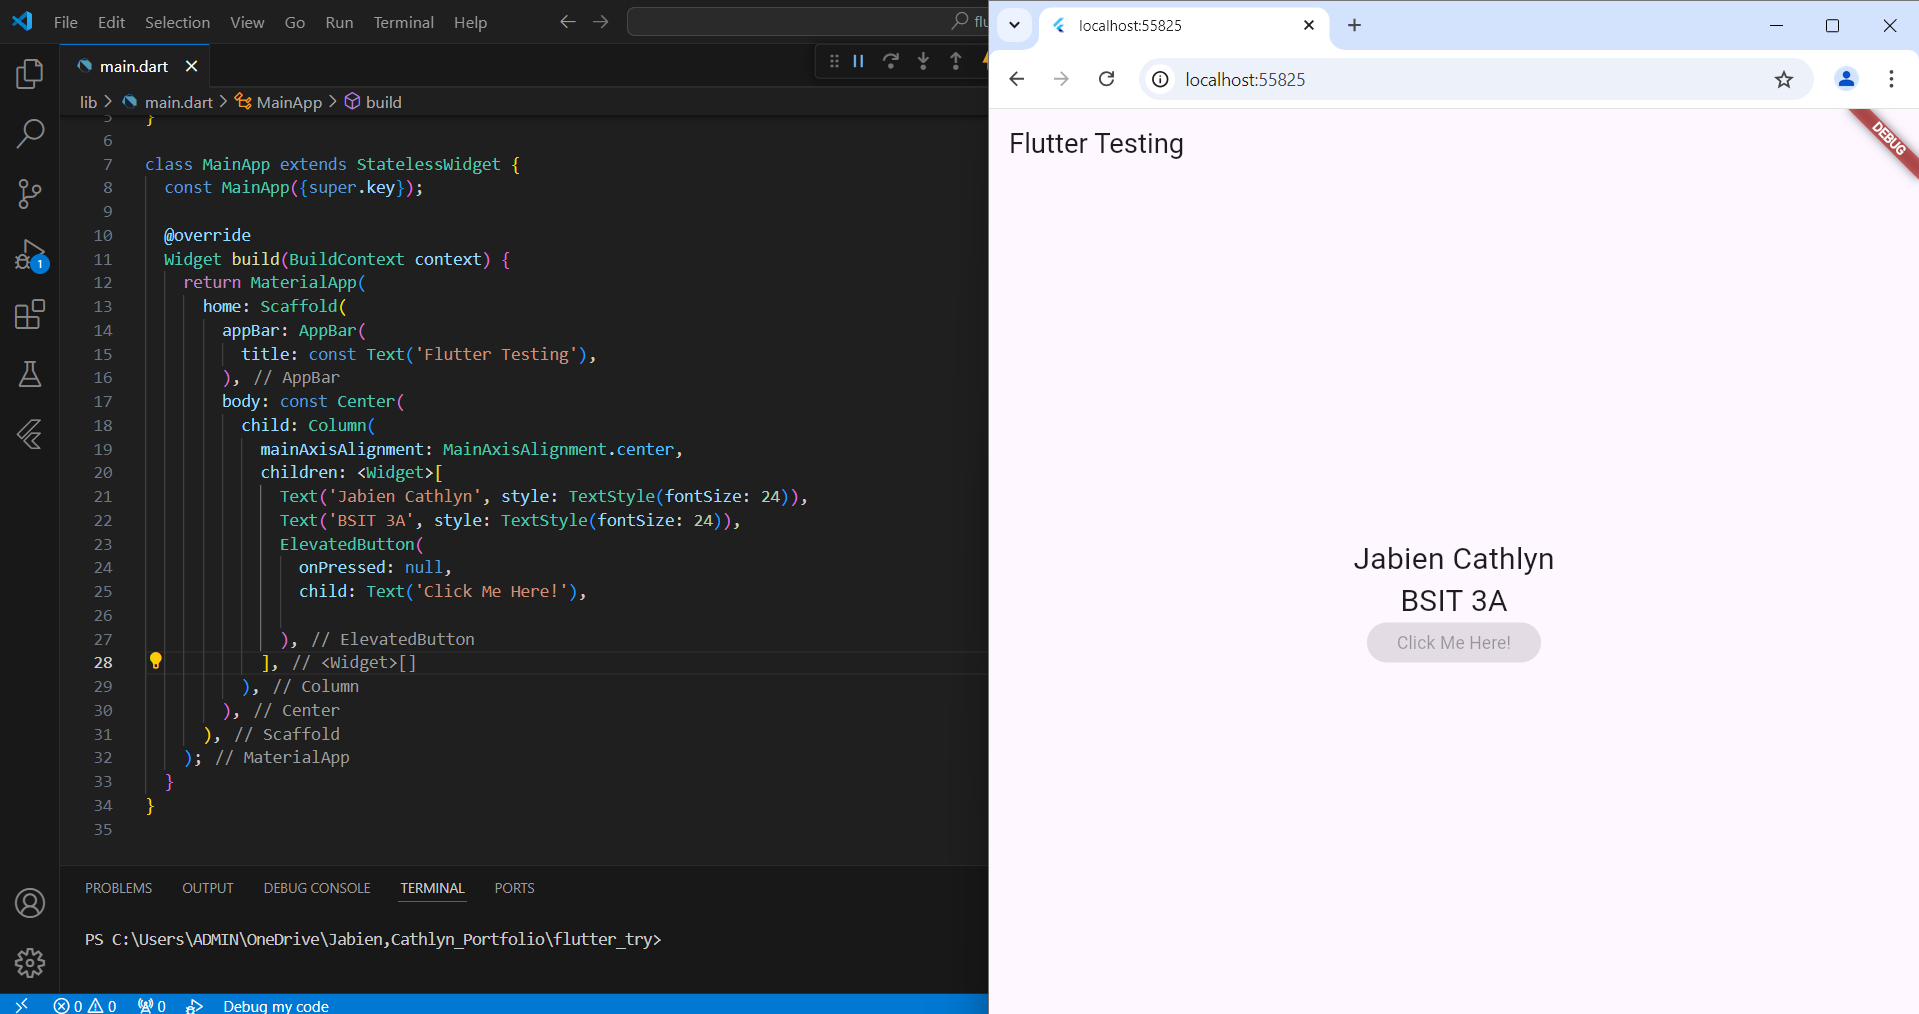 File Edit Selection View Go Run Terminal Help
main.dart
lib > main.dart > MainApp > build
5 }
6
7 class MainApp extends StatelessWidget {
8 const MainApp({super.key});
9
10 @override
11 Widget build(BuildContext context) {
12 return MaterialApp(
13 home: Scaffold(
14 appBar: AppBar(
15 title: const Text('Flutter Testing'),
16 ), // AppBar
17 body: const Center(
18 child: Column(
19 mainAxisAlignment: MainAxisAlignment.center,
20 children: <Widget>[
21 Text('Jabien Cathlyn', style: TextStyle(fontSize: 24)),
22 Text('BSIT 3A', style: TextStyle(fontSize: 24)),
23 ElevatedButton(
24 onPressed: null,
25 child: Text('Click Me Here!'),
26
27 ), // ElevatedButton
28 ], // <Widget>[]
29 ), // Column
30 ), // Center
31 ), // Scaffold
32 ); // MaterialApp
33 }
34 }
35
1
PROBLEMS OUTPUT DEBUG CONSOLE TERMINAL PORTS
PS C:\Users\ADMIN\OneDrive\Jabien,Cathlyn_Portfolio\flutter_try>
0 0 0 Debug my code
localhost:55825
localhost:55825
Flutter Testing
DEBUG
Jabien Cathlyn
BSIT 3A
Click Me Here!